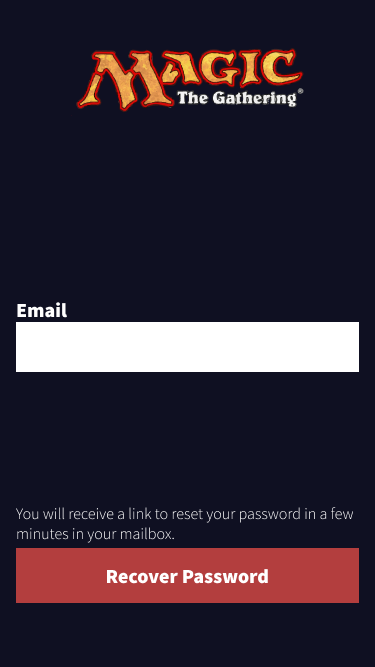 MAGIC
The Gathering®
Email
You will receive a link to reset your password in a few
minutes in your mailbox.
Recover Password